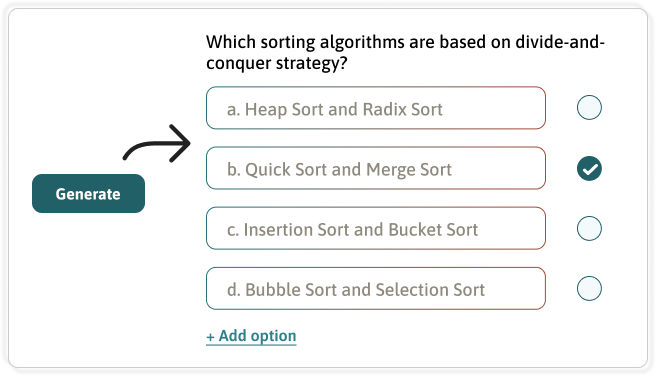 Which sorting algorithms are based on divide-and-
conquer strategy?
a. Heap Sort and Radix Sort
b. Quick Sort and Merge Sort
Generate
c. Insertion Sort and Bucket Sort
d. Bubble Sort and Selection Sort
+ Add option